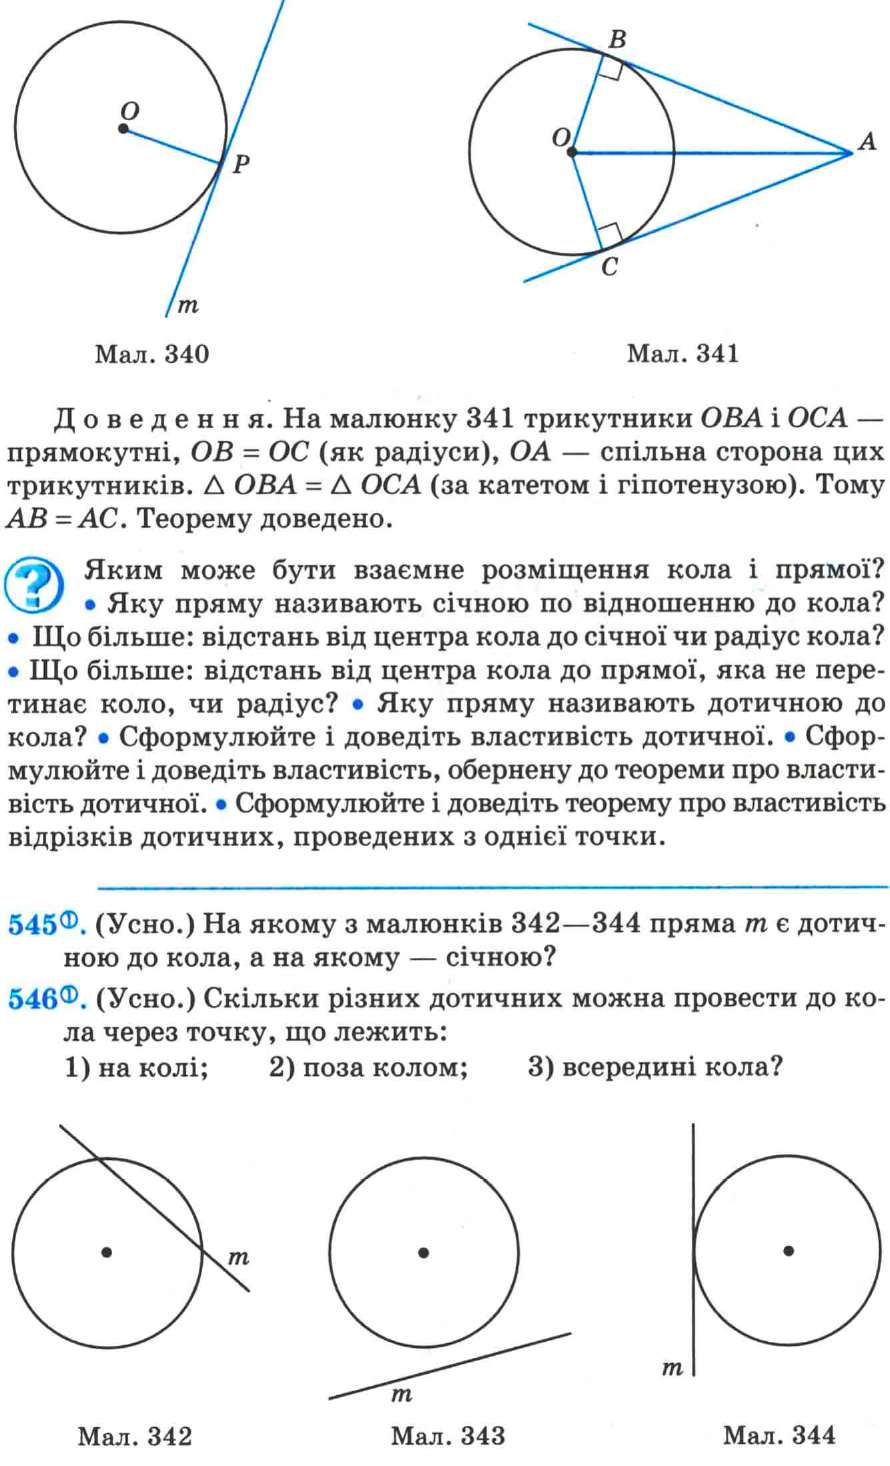 O
P
m
B
O
A
C
Мал. 340
Мал. 341
Доведення. На малюнку 341 трикутники OBA і OCA —
прямокутні, OB = OC (як радіуси), OA — спільна сторона цих
трикутників. △ OBA = △ OCA (за катетом і гіпотенузою). Тому
AB = AC. Теорему доведено.
? Яким може бути взаємне розміщення кола і прямої?
• Яку пряму називають січною по відношенню до кола?
• Що більше: відстань від центра кола до січної чи радіус кола?
• Що більше: відстань від центра кола до прямої, яка не пере-
тинає коло, чи радіус? • Яку пряму називають дотичною до
кола? • Сформулюйте і доведіть властивість дотичної. • Сфор-
мулюйте і доведіть властивість, обернену до теореми про власти-
вість дотичної. • Сформулюйте і доведіть теорему про властивість
відрізків дотичних, проведених з однієї точки.
545①. (Усно.) На якому з малюнків 342—344 пряма m є дотич-
ною до кола, а на якому — січною?
546①. (Усно.) Скільки різних дотичних можна провести до ко-
ла через точку, що лежить:
1) на колі; 2) поза колом; 3) всередині кола?
m
m
m
Мал. 342
Мал. 343
Мал. 344